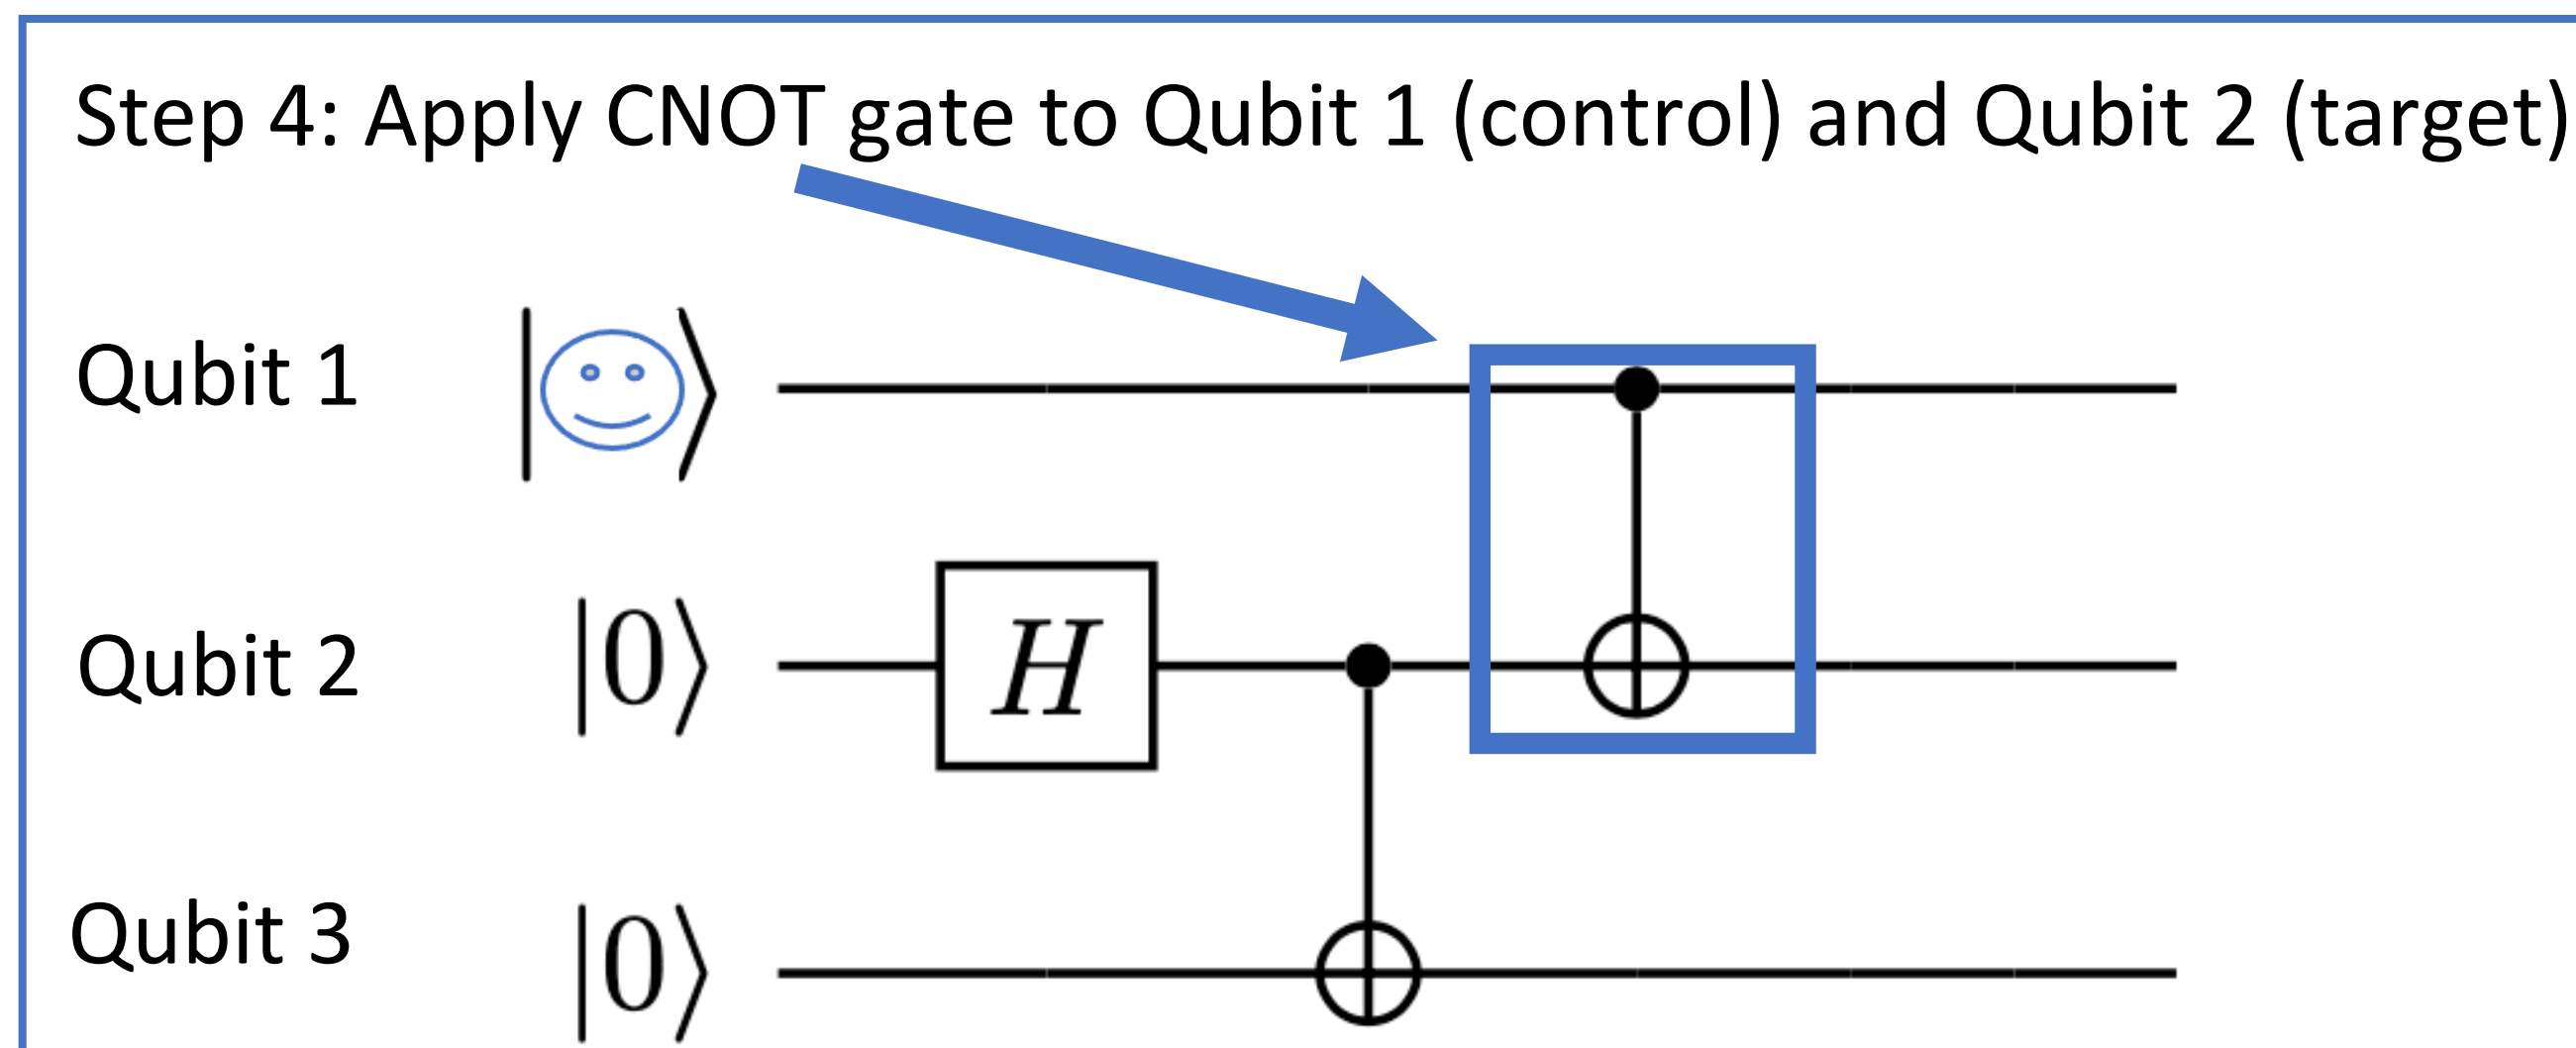 Step 4: Apply CNOT gate to Qubit 1 (control) and Qubit 2 (target)
Qubit 1
Qubit 2 |0⟩ H
Qubit 3 |0⟩